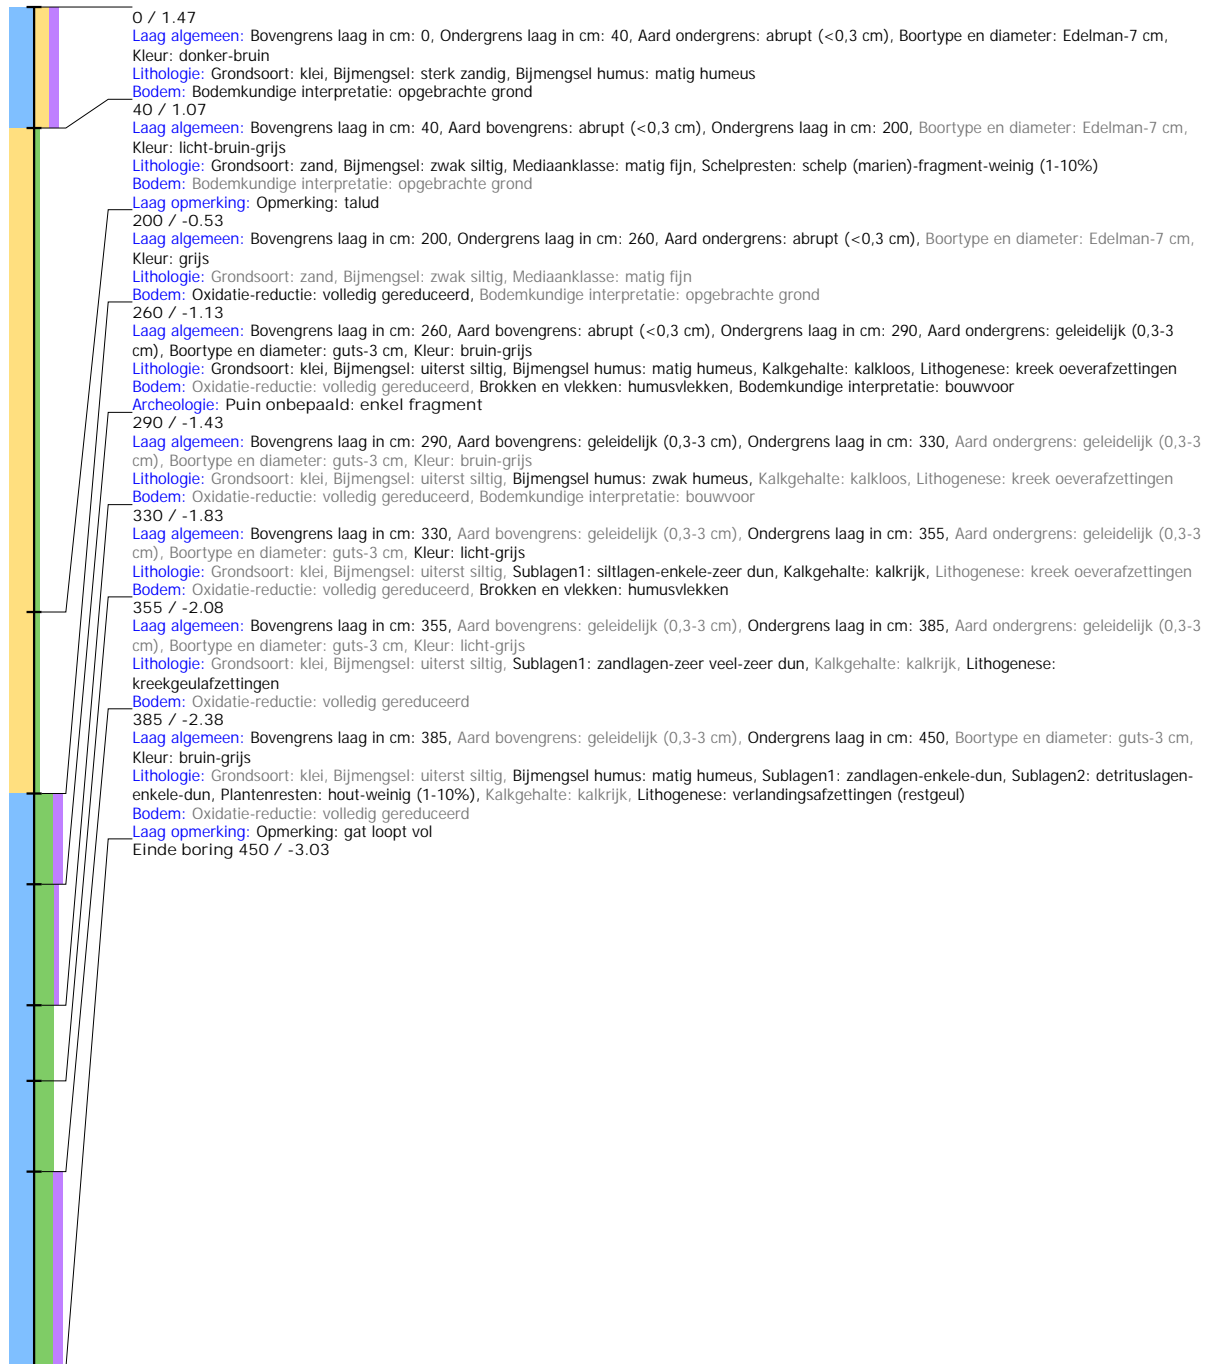 0 / 1.47
Laag algemeen: Bovengrens laag in cm: 0, Ondergrens laag in cm: 40, Aard ondergrens: abrupt (<0,3 cm), Boortype en diameter: Edelman-7 cm,
Kleur: donker-bruin
Lithologie: Grondsoort: klei, Bijmengsel: sterk zandig, Bijmengsel humus: matig humeus
Bodem: Bodemkundige interpretatie: opgebrachte grond
40 / 1.07
Laag algemeen: Bovengrens laag in cm: 40, Aard bovengrens: abrupt (<0,3 cm), Ondergrens laag in cm: 200, Boortype en diameter: Edelman-7 cm,
Kleur: licht-bruin-grijs
Lithologie: Grondsoort: zand, Bijmengsel: zwak siltig, Mediaanklasse: matig fijn, Schelpresten: schelp (marien)-fragment-weinig (1-10%)
Bodem: Bodemkundige interpretatie: opgebrachte grond
Laag opmerking: Opmerking: talud
200 / -0.53
Laag algemeen: Bovengrens laag in cm: 200, Ondergrens laag in cm: 260, Aard ondergrens: abrupt (<0,3 cm), Boortype en diameter: Edelman-7 cm,
Kleur: grijs
Lithologie: Grondsoort: zand, Bijmengsel: zwak siltig, Mediaanklasse: matig fijn
Bodem: Oxidatie-reductie: volledig gereduceerd, Bodemkundige interpretatie: opgebrachte grond
260 / -1.13
Laag algemeen: Bovengrens laag in cm: 260, Aard bovengrens: abrupt (<0,3 cm), Ondergrens laag in cm: 290, Aard ondergrens: geleidelijk (0,3-3
cm), Boortype en diameter: guts-3 cm, Kleur: bruin-grijs
Lithologie: Grondsoort: klei, Bijmengsel: uiterst siltig, Bijmengsel humus: matig humeus, Kalkgehalte: kalkloos, Lithogenese: kreek oeverafzettingen
Bodem: Oxidatie-reductie: volledig gereduceerd, Brokken en vlekken: humusvlekken, Bodemkundige interpretatie: bouwvoor
Archeologie: Puin onbepaald: enkel fragment
290 / -1.43
Laag algemeen: Bovengrens laag in cm: 290, Aard bovengrens: geleidelijk (0,3-3 cm), Ondergrens laag in cm: 330, Aard ondergrens: geleidelijk (0,3-3
cm), Boortype en diameter: guts-3 cm, Kleur: bruin-grijs
Lithologie: Grondsoort: klei, Bijmengsel: uiterst siltig, Bijmengsel humus: zwak humeus, Kalkgehalte: kalkloos, Lithogenese: kreek oeverafzettingen
Bodem: Oxidatie-reductie: volledig gereduceerd, Bodemkundige interpretatie: bouwvoor
330 / -1.83
Laag algemeen: Bovengrens laag in cm: 330, Aard bovengrens: geleidelijk (0,3-3 cm), Ondergrens laag in cm: 355, Aard ondergrens: geleidelijk (0,3-3
cm), Boortype en diameter: guts-3 cm, Kleur: licht-grijs
Lithologie: Grondsoort: klei, Bijmengsel: uiterst siltig, Sublagen1: siltlagen-enkele-zeer dun, Kalkgehalte: kalkrijk, Lithogenese: kreek oeverafzettingen
Bodem: Oxidatie-reductie: volledig gereduceerd, Brokken en vlekken: humusvlekken
355 / -2.08
Laag algemeen: Bovengrens laag in cm: 355, Aard bovengrens: geleidelijk (0,3-3 cm), Ondergrens laag in cm: 385, Aard ondergrens: geleidelijk (0,3-3
cm), Boortype en diameter: guts-3 cm, Kleur: licht-grijs
Lithologie: Grondsoort: klei, Bijmengsel: uiterst siltig, Sublagen1: zandlagen-zeer veel-zeer dun, Kalkgehalte: kalkrijk, Lithogenese:
kreekgeulafzettingen
Bodem: Oxidatie-reductie: volledig gereduceerd
385 / -2.38
Laag algemeen: Bovengrens laag in cm: 385, Aard bovengrens: geleidelijk (0,3-3 cm), Ondergrens laag in cm: 450, Boortype en diameter: guts-3 cm,
Kleur: bruin-grijs
Lithologie: Grondsoort: klei, Bijmengsel: uiterst siltig, Bijmengsel humus: matig humeus, Sublagen1: zandlagen-enkele-dun, Sublagen2: detrituslagen-
enkele-dun, Plantenresten: hout-weinig (1-10%), Kalkgehalte: kalkrijk, Lithogenese: verlandingsafzettingen (restgeul)
Bodem: Oxidatie-reductie: volledig gereduceerd
Laag opmerking: Opmerking: gat loopt vol
Einde boring 450 / -3.03